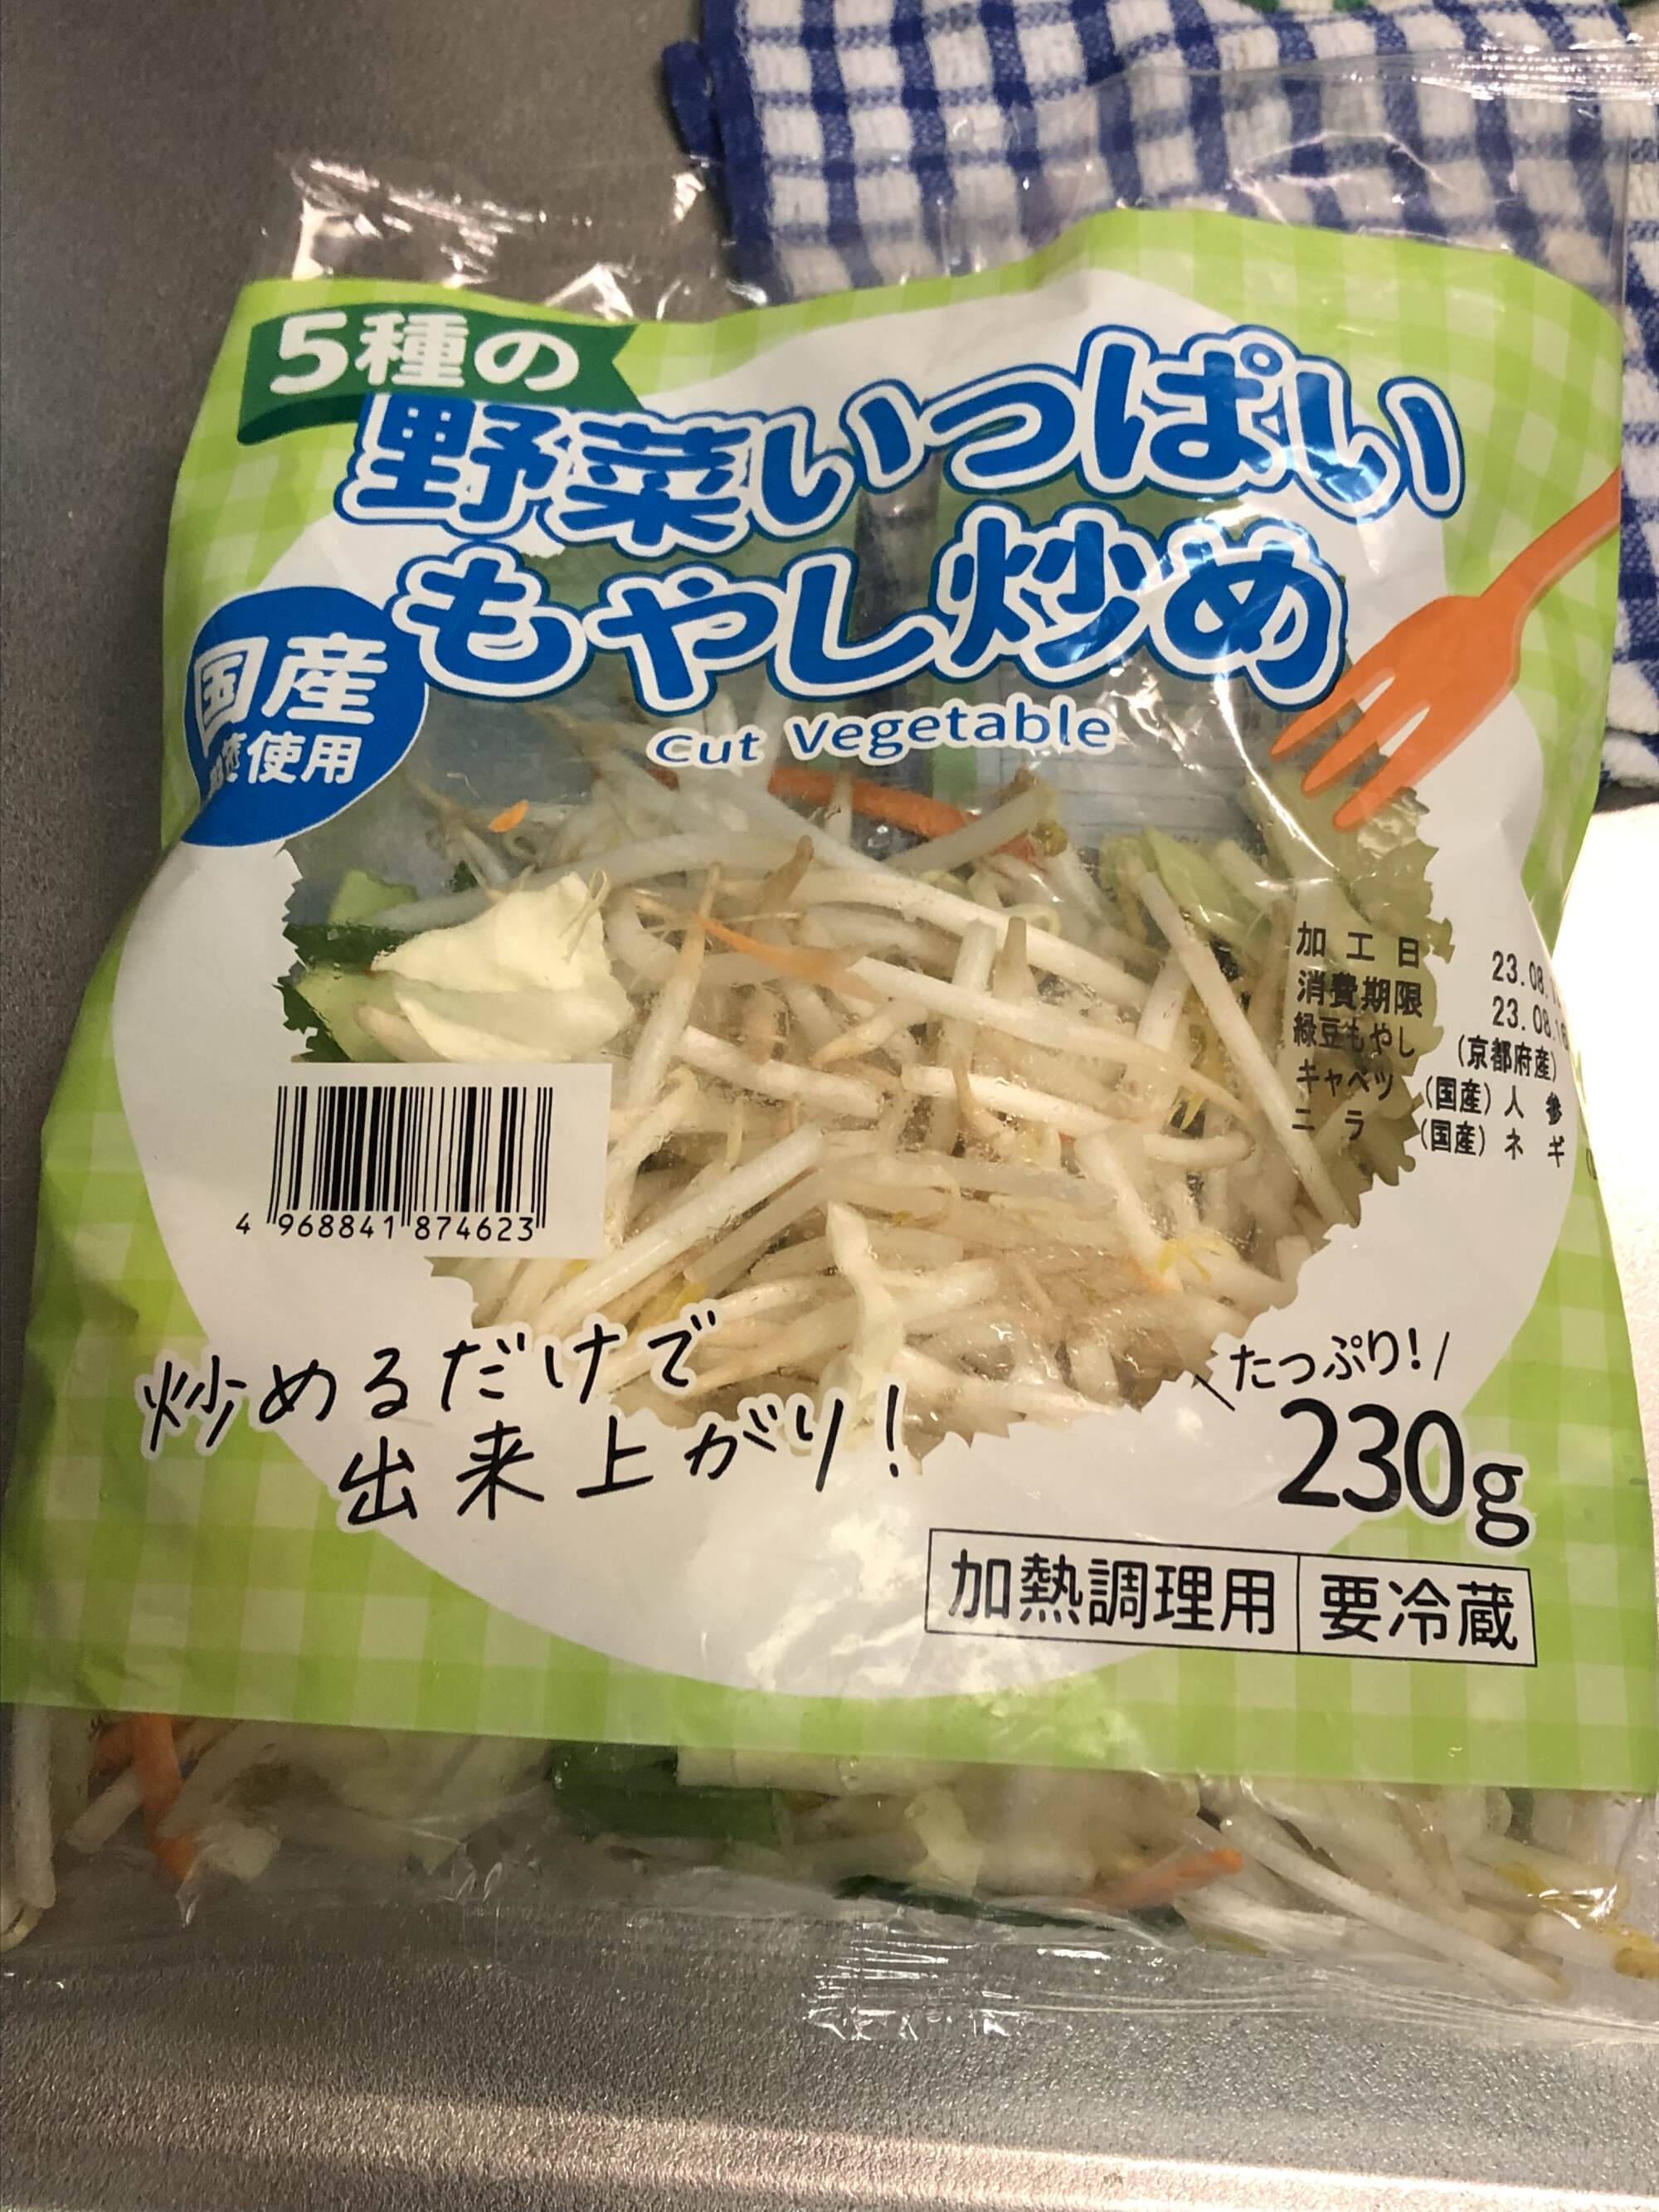 5種の
野菜いっぱい
もやし炒め
国産
使用
Cut Vegetable
加工日 23.08.
消費期限 23.08.
緑豆もやし (京都府産)
キャベツ (国産) 人 参
ニラ (国産) ネ ギ
4 968841 874623
炒めるだけで
出来上がり!
たっぷり!
230g
加熱調理用 要冷蔵